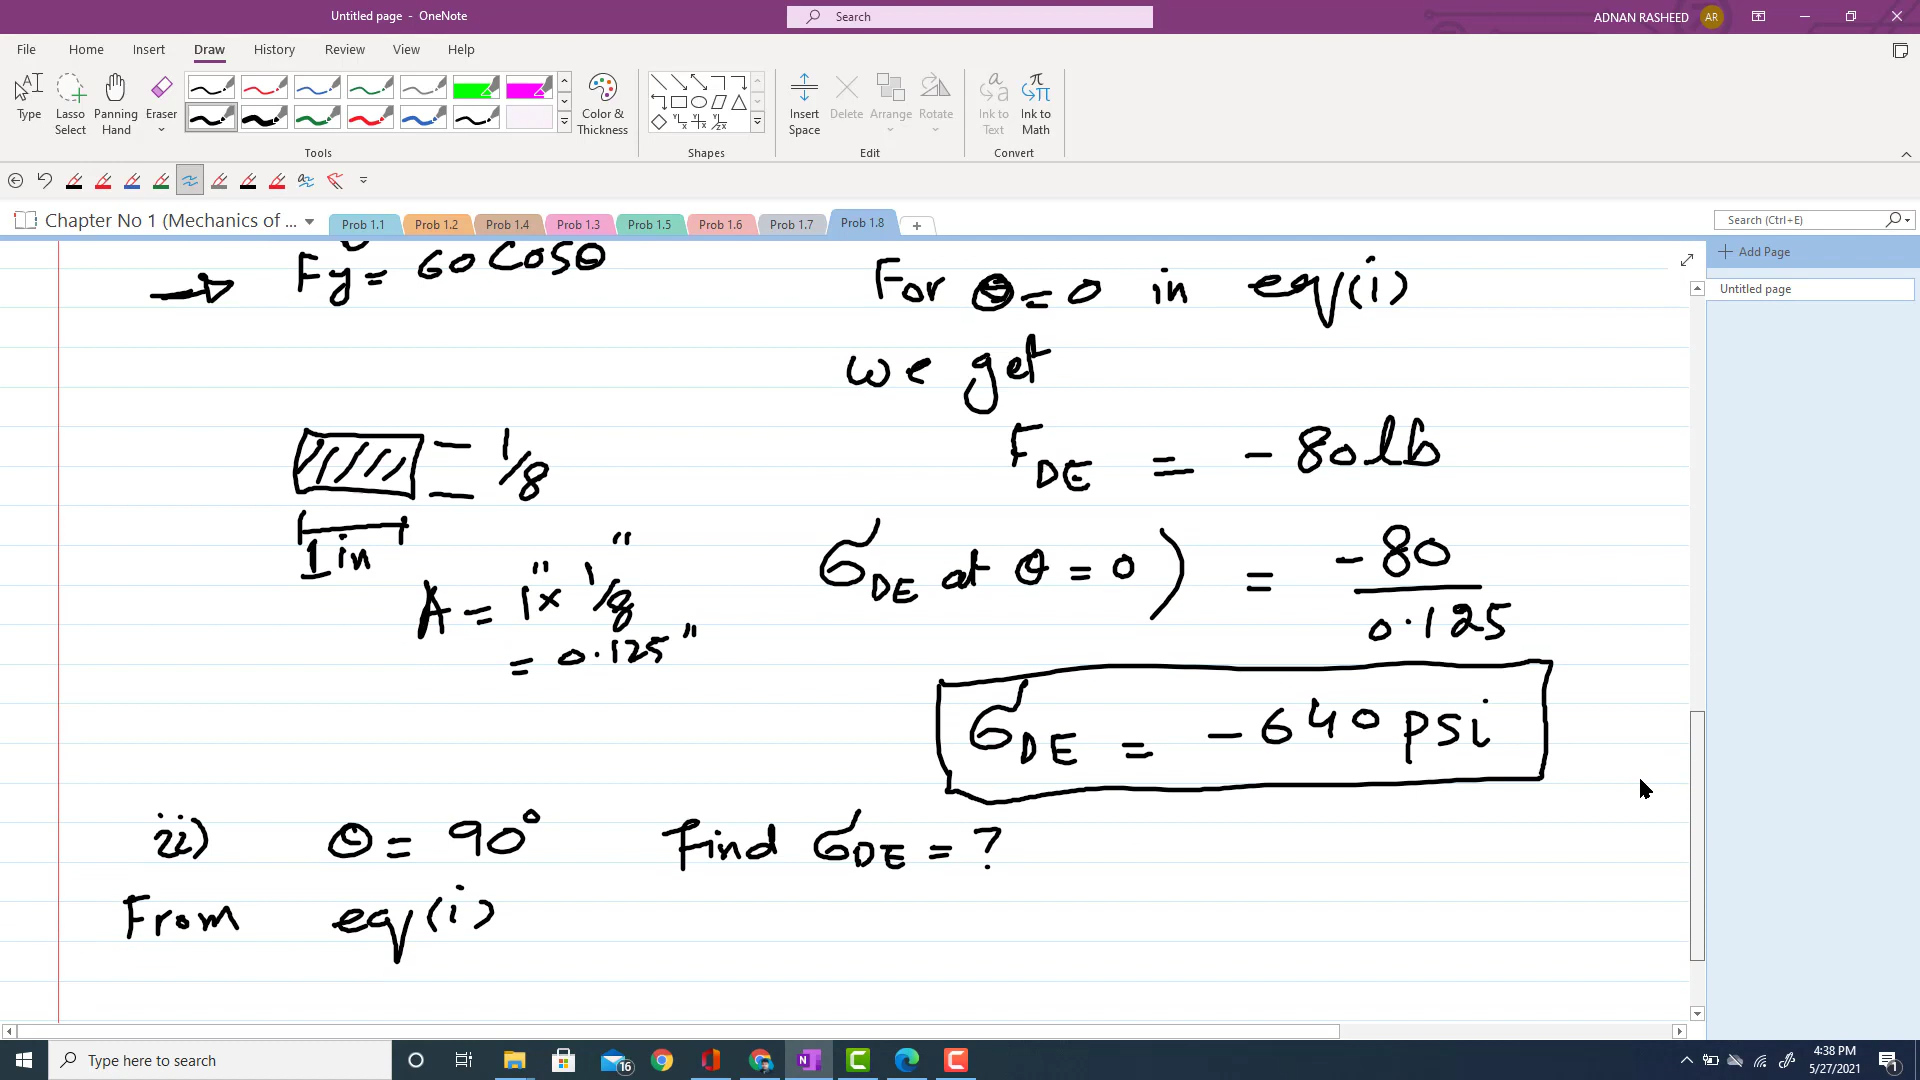 Untitled page - OneNote
Search
ADNAN RASHEED AR
File Home Insert Draw History Review View Help
Type
Lasso Select
Panning Hand
Eraser
Color & Thickness
Insert Space
Delete
Arrange
Rotate
Ink to Text
Ink to Math
Tools
Shapes
Edit
Convert
Chapter No 1 (Mechanics of ...
Prob 1.1 Prob 1.2 Prob 1.4 Prob 1.3 Prob 1.5 Prob 1.6 Prob 1.7 Prob 1.8
Search (Ctrl+E)
Add Page
Untitled page
Fy = 60 Cosθ
1/8
1 in
A = 1" × 1/8"
= 0.125"
For θ = 0 in eq(i)
we get
F DE = - 80 lb
σDE at θ = 0 ) = -80 / 0.125
σDE = - 640 psi
ii) θ = 90° Find σDE = ?
From eq(i)
Type here to search
16
4:38 PM
5/27/2021
1